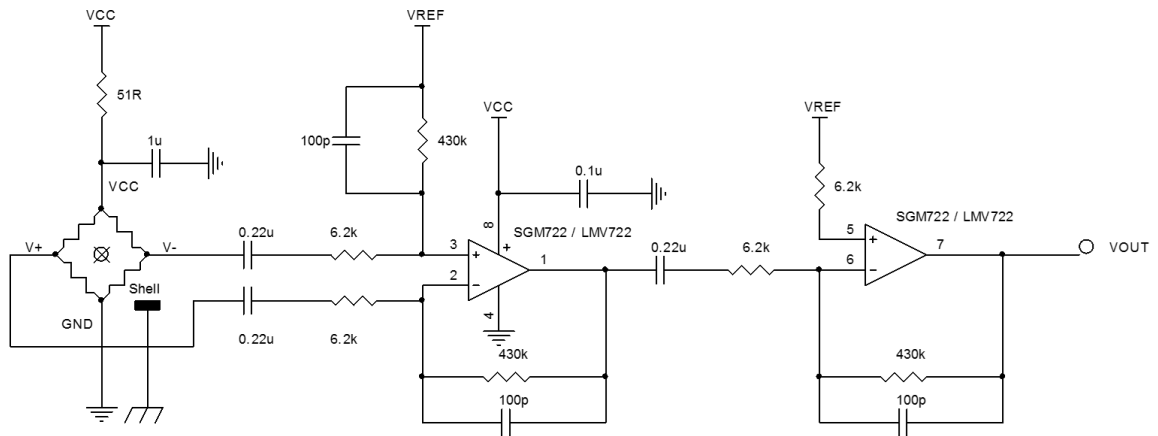 VCC
VREF
51R
VCC
VREF
1u
100p
430k
0.1u
VCC
6.2k
8
SGM722 / LMV722
SGM722 / LMV722
V+
V-
0.22u
6.2k
3
+
+
1
0.22u
6.2k
5
+
7
VOUT
2
−
6
−
Shell
4
GND
0.22u
6.2k
430k
430k
100p
100p